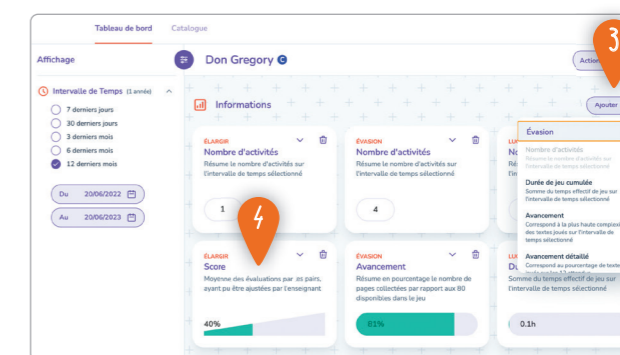 Tableau de bord
Catalogue
Affichage
Don Gregory C
Action
3
Intervalle de Temps (1 année)
7 derniers jours
30 derniers jours
3 derniers mois
6 derniers mois
12 derniers mois
Du 20/06/2022
Au 20/06/2023
Informations
Ajouter
ÉLARGIR
Nombre d'activités
Résume le nombre d'activités sur
l'intervalle de temps sélectionné
1
ÉVASION
Nombre d'activités
Résume le nombre d'activités sur
l'intervalle de temps sélectionné
4
Évasion
Nombre d'activités
Résume le nombre d'activités sur
l'intervalle de temps sélectionné
Durée de jeu cumulée
Somme du temps effectif de jeu sur
l'intervalle de temps sélectionné
Avancement
Correspond à la plus haute complexi
des textes joués sur l'intervalle de
temps sélectionné
Avancement détaillé
Correspond au pourcentage de texte
4
ÉLARGIR
Score
Moyenne des évaluations par ses pairs,
ayant pu être ajustées par l'enseignant
40%
ÉVASION
Avancement
Résume en pourcentage le nombre de
pages collectées par rapport aux 80
disponibles dans le jeu
81%
Somme du temps effectif de jeu sur
l'intervalle de temps sélectionné
0.1h